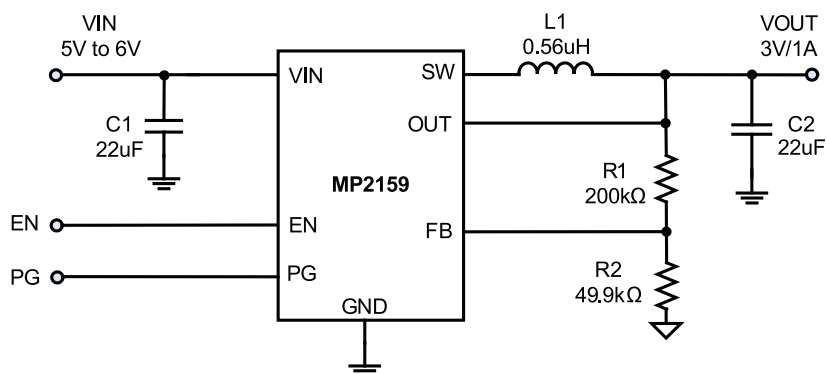 VIN
5V to 6V
C1
22uF
EN
PG
VIN
EN
PG
GND
MP2159
SW
OUT
FB
L1
0.56uH
R1
200kΩ
R2
49.9kΩ
VOUT
3V/1A
C2
22uF